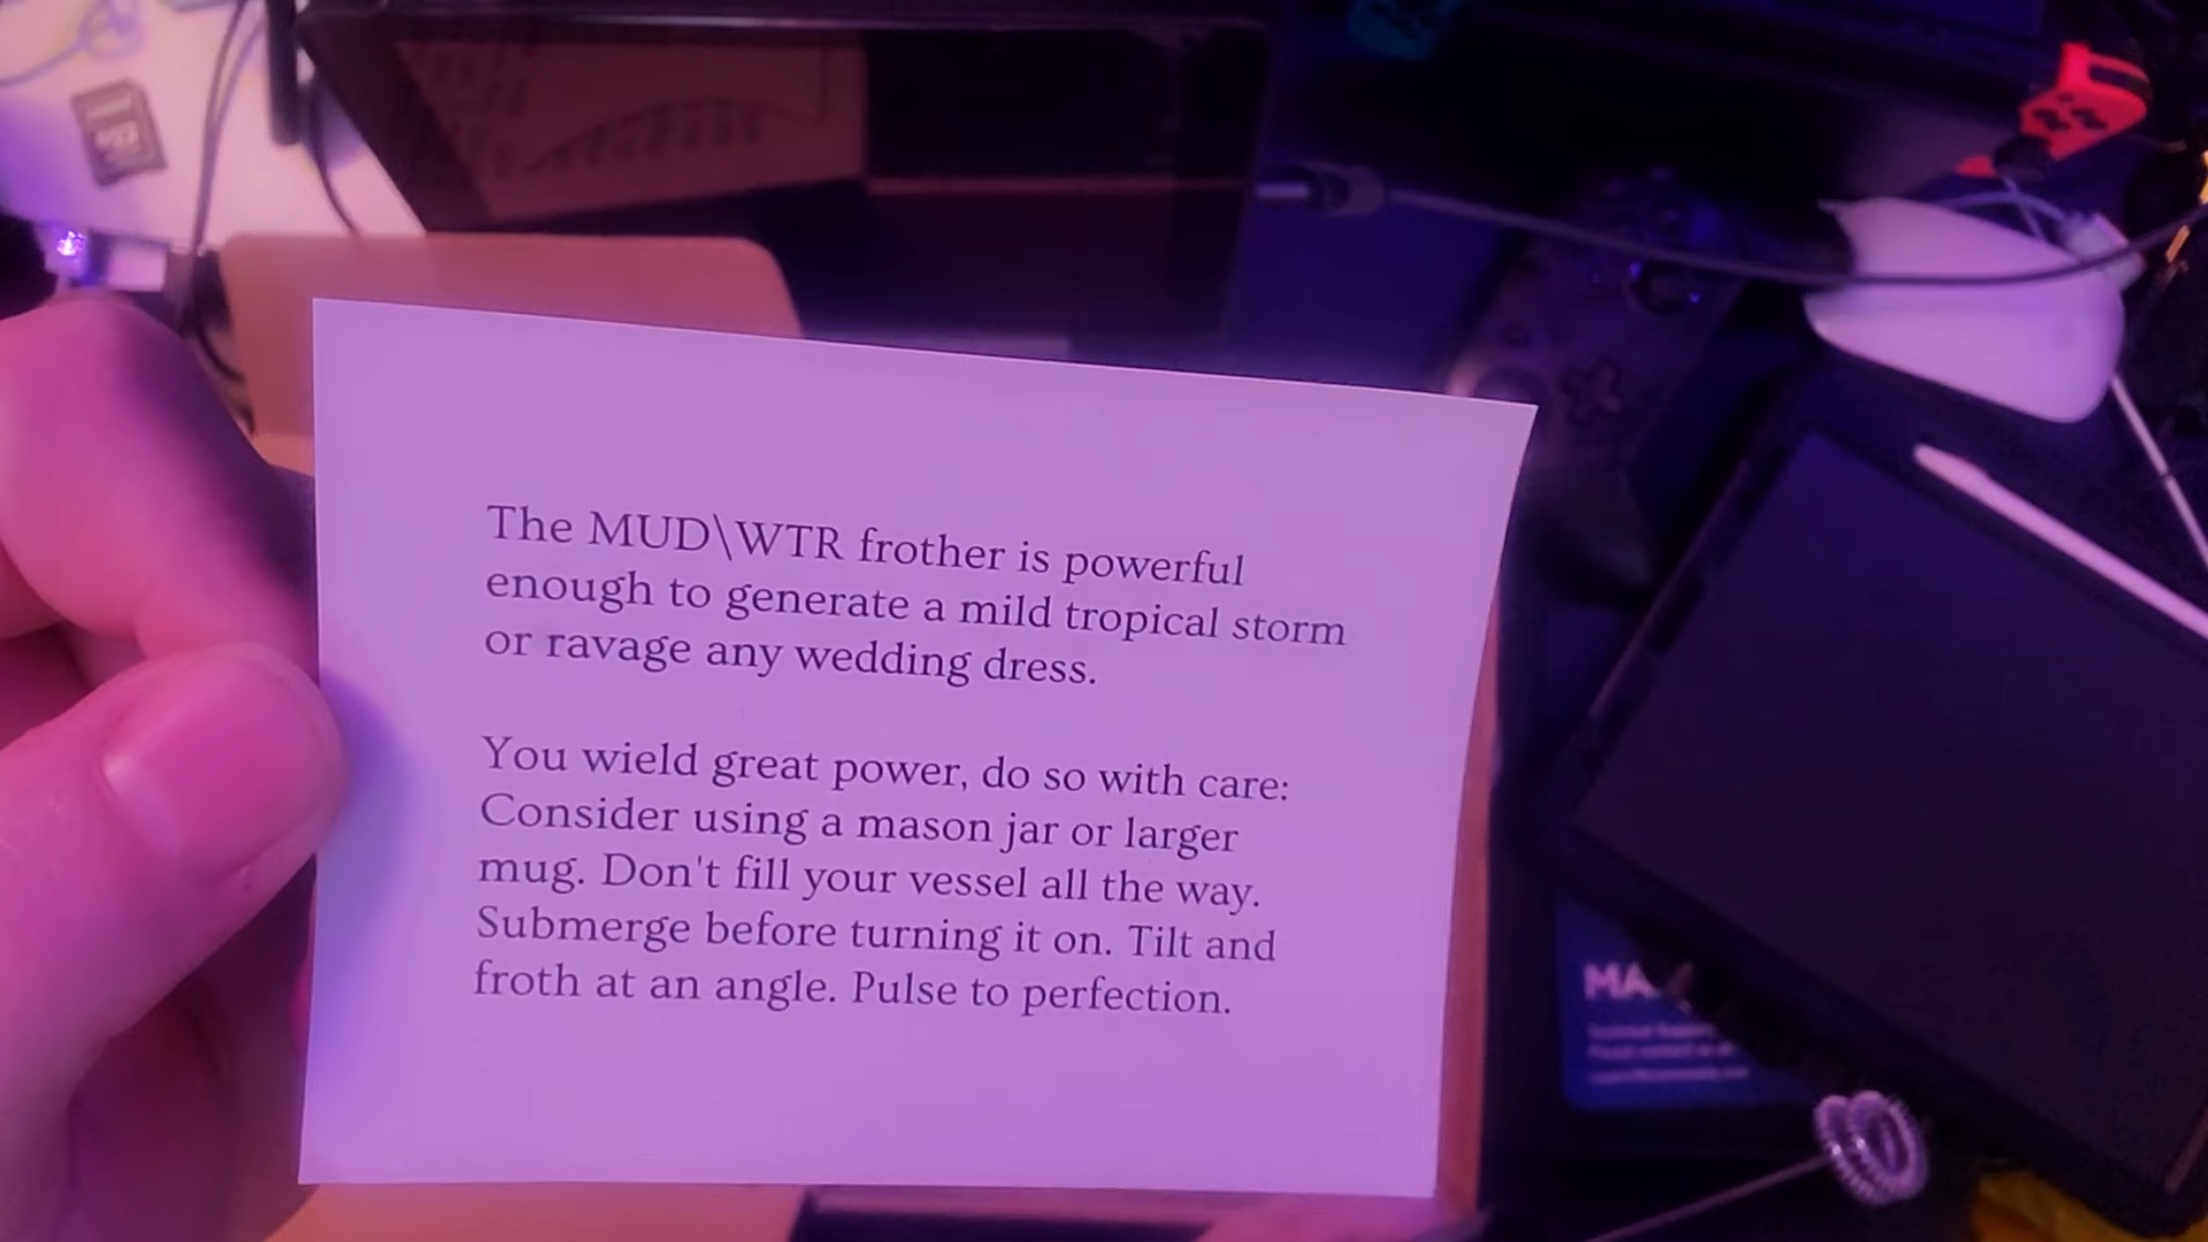 The MUD\WTR frother is powerful
enough to generate a mild tropical storm
or ravage any wedding dress.
You wield great power, do so with care:
Consider using a mason jar or larger
mug. Don't fill your vessel all the way.
Submerge before turning it on. Tilt and
froth at an angle. Pulse to perfection.